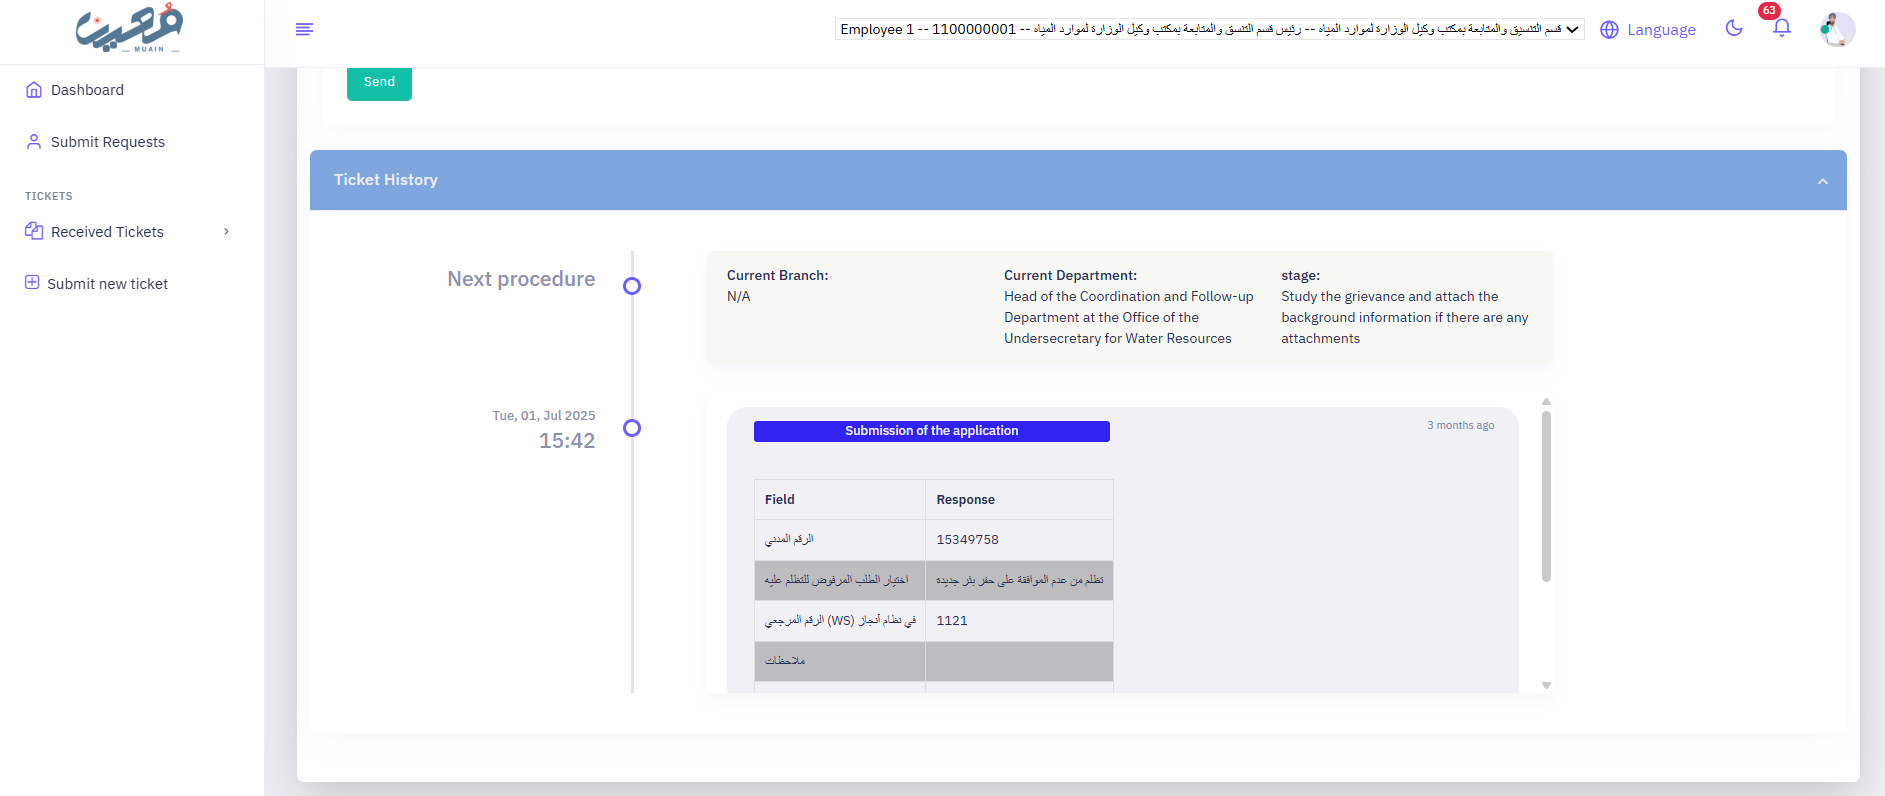 معين
MUAIN
Employee 1 -- 1100000001 -- قسم التنسيق والمتابعة بمكتب وكيل الوزارة لموارد المياه -- رئيس قسم التنسق والمتابعة بمكتب وكيل الوزارة لموارد المياه
Language
63
Dashboard
Submit Requests
TICKETS
Received Tickets
Submit new ticket
Send
Ticket History
Next procedure
Current Branch:
N/A
Current Department:
Head of the Coordination and Follow-up
Department at the Office of the
Undersecretary for Water Resources
stage:
Study the grievance and attach the
background information if there are any
attachments
Tue, 01, Jul 2025
15:42
Submission of the application
3 months ago
Field Response
الرقم المدني 15349758
اختيار الطلب المرفوض للتظلم عليه تظلم من عدم الموافقة على حفر بئر جديدة
الرقم المرجعي (WS) في نظام أنجار 1121
ملاحظات